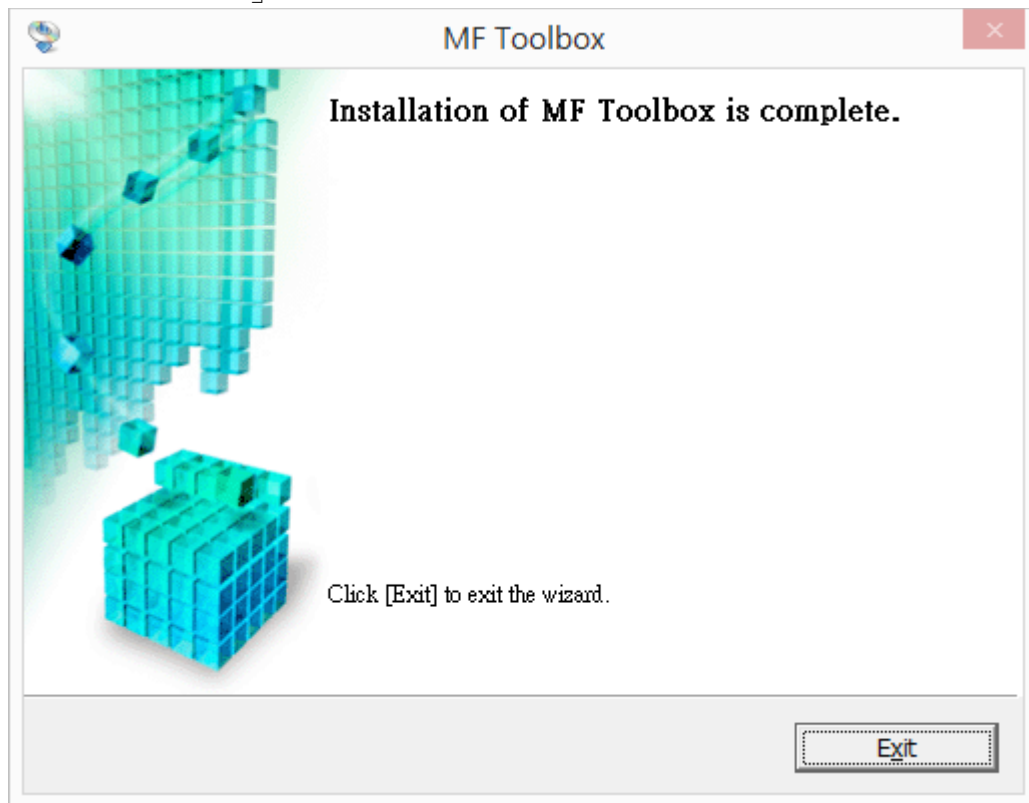 MF Toolbox
Installation of MF Toolbox is complete.
Click [Exit] to exit the wizard.
Exit